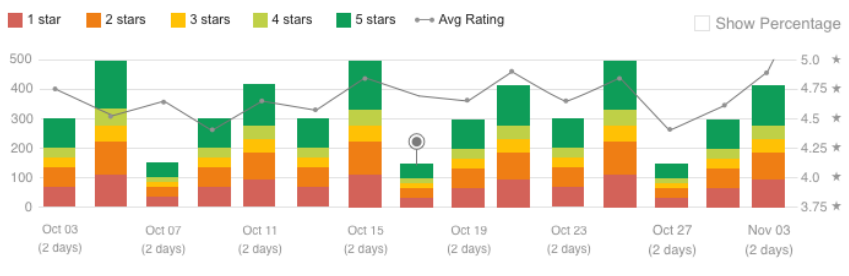 1 star 2 stars 3 stars 4 stars 5 stars Avg Rating Show Percentage
500 5.0 ★
400 4.75 ★
300 4.5 ★
200 4.25 ★
100 4.0 ★
0 3.75 ★
Oct 03 Oct 07 Oct 11 Oct 15 Oct 19 Oct 23 Oct 27 Nov 03
(2 days) (2 days) (2 days) (2 days) (2 days) (2 days) (2 days) (2 days)